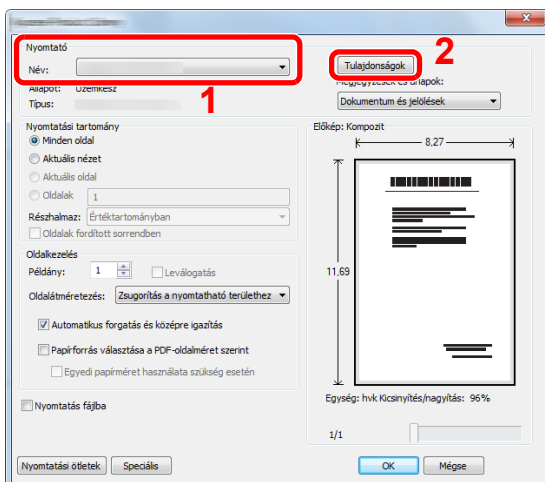 Nyomtató
2
Név:
Tulajdonságok
Állapot: Üzemkész
1
Megjegyzések és űrlapok:
Típus:
Dokumentum és jelölések
Nyomtatási tartomány
Előkép: Kompozit
Minden oldal
8,27
Aktuális nézet
Aktuális oldal
Oldalak 1
Részhalmaz: Értéktartományban
Oldalak fordított sorrendben
Oldalkezelés
Példány: 1 Leválogatás
11,69
Oldalátméretezés: Zsugorítás a nyomtatható területhez
Automatikus forgatás és középre igazítás
Papírforrás választása a PDF-oldalméret szerint
Egyedi papírméret használata szükség esetén
Egység: hvk Kicsinyítés/nagyítás: 96%
Nyomtatás fájlba
1/1
Nyomtatási ötletek Speciális OK Mégse